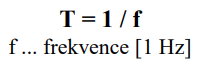 T = 1 / f
f ... frekvence [1 Hz]